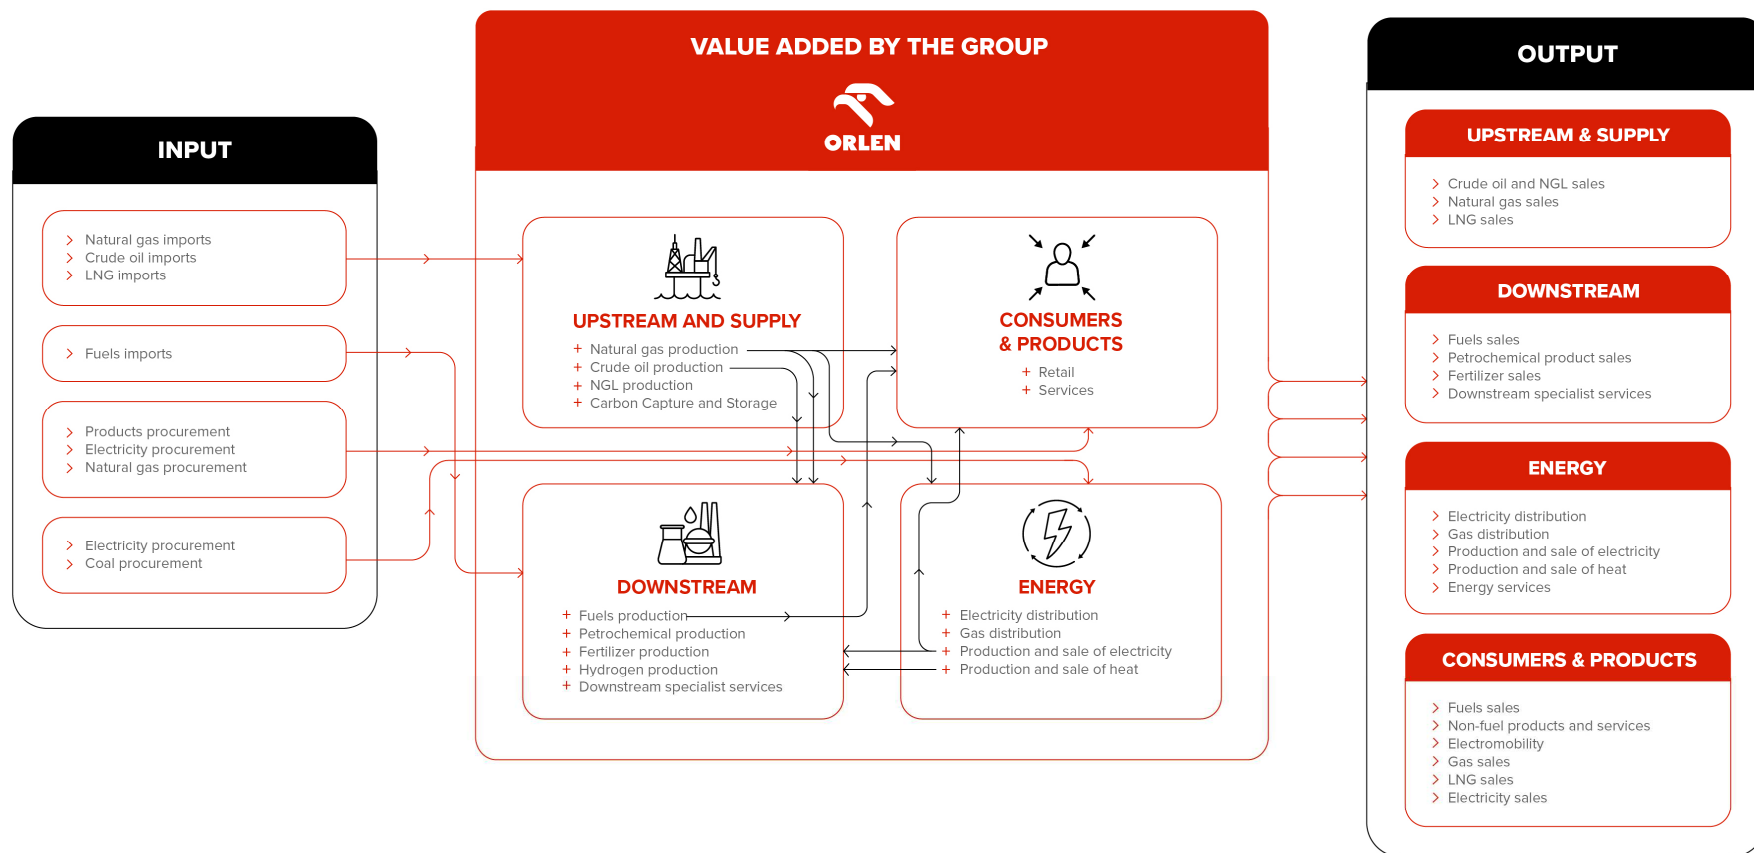 INPUT
Natural gas imports
Crude oil imports
LNG imports
Fuels imports
Products procurement
Electricity procurement
Natural gas procurement
Electricity procurement
Coal procurement
VALUE ADDED BY THE GROUP
ORLEN
UPSTREAM AND SUPPLY
+ Natural gas production
+ Crude oil production
+ NGL production
+ Carbon Capture and Storage
CONSUMERS
& PRODUCTS
+ Retail
+ Services
DOWNSTREAM
+ Fuels production
+ Petrochemical production
+ Fertilizer production
+ Hydrogen production
+ Downstream specialist services
ENERGY
+ Electricity distribution
+ Gas distribution
+ Production and sale of electricity
+ Production and sale of heat
OUTPUT
UPSTREAM & SUPPLY
Crude oil and NGL sales
Natural gas sales
LNG sales
DOWNSTREAM
Fuels sales
Petrochemical product sales
Fertilizer sales
Downstream specialist services
ENERGY
Electricity distribution
Gas distribution
Production and sale of electricity
Production and sale of heat
Energy services
CONSUMERS & PRODUCTS
Fuels sales
Non-fuel products and services
Electromobility
Gas sales
LNG sales
Electricity sales